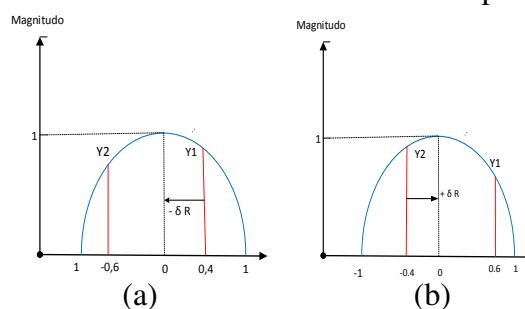 Magnitudo
1
Y2
Y1
- δ R
1
-0,6
0
0,4
1
(a)
Magnitudo
1
Y2
Y1
+ δ R
-1
-0.4
0
0.6
1
(b)